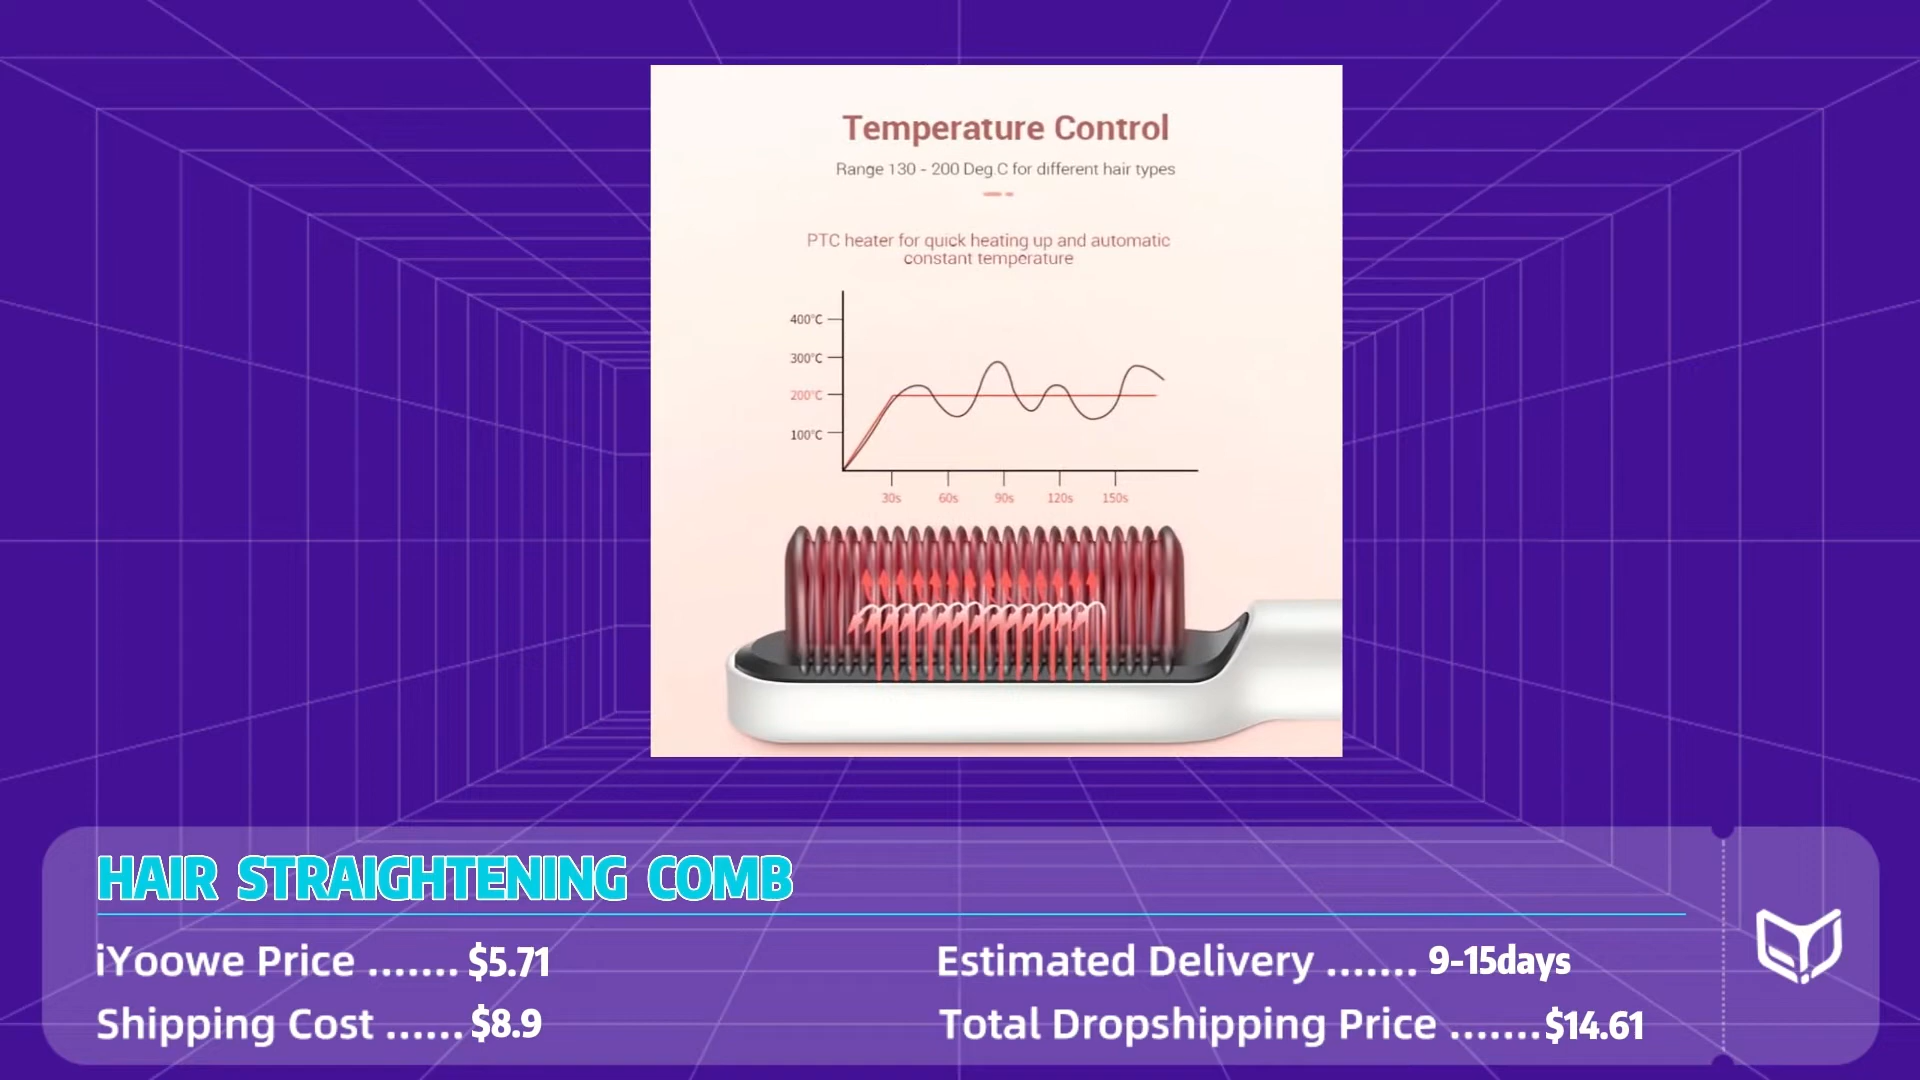 Temperature Control
Range 130 - 200 Deg.C for different hair types
PTC heater for quick heating up and automatic
constant temperature
400°C
300°C
200°C
100°C
30s 60s 90s 120s 150s
HAIR STRAIGHTENING COMB
iYoowe Price ....... $5.71
Shipping Cost ...... $8.9
Estimated Delivery ....... 9-15days
Total Dropshipping Price ....... $14.61